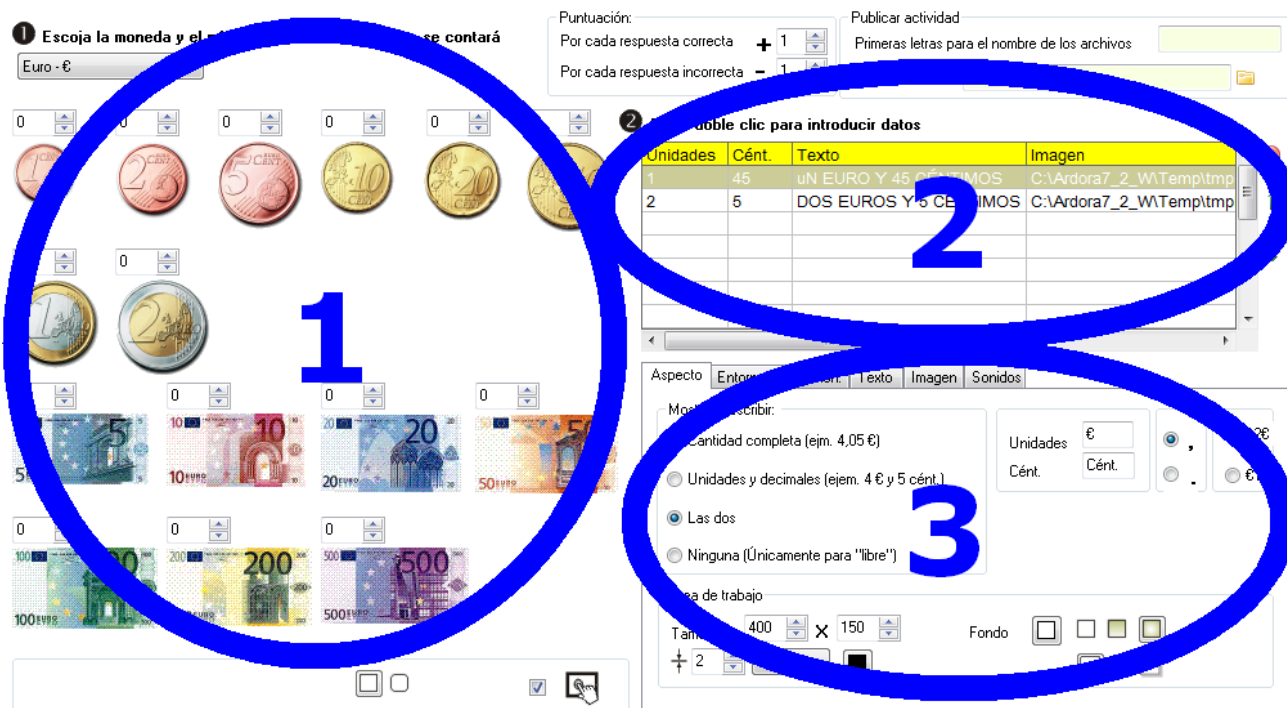 Puntuación:
Publicar actividad
1 Escoja la moneda y el se contará
Por cada respuesta correcta + 1
Primeras letras para el nombre de los archivos
Euro - €
Por cada respuesta incorrecta - 1
0 0 0 0 0
2 doble clic para introducir datos
Unidades Cént. Texto Imagen
1 45 uN EURO Y 45 CÉNTIMOS C:\Ardora7_2_W\Temp\tmp
2 5 DOS EUROS Y 5 CÉNTIMOS C:\Ardora7_2_W\Temp\tmp
2
0
1
Aspecto Texto Imagen Sonidos
0 0 0
Cantidad completa (ejm. 4,05 €)
Unidades €
,
Cént. Cént.
.
Unidades y decimales (ejem. 4 € y 5 cént.)
Las dos
3
0 0 0
Ninguna (Únicamente para "libre")
de trabajo
400 X 150
Fondo
2